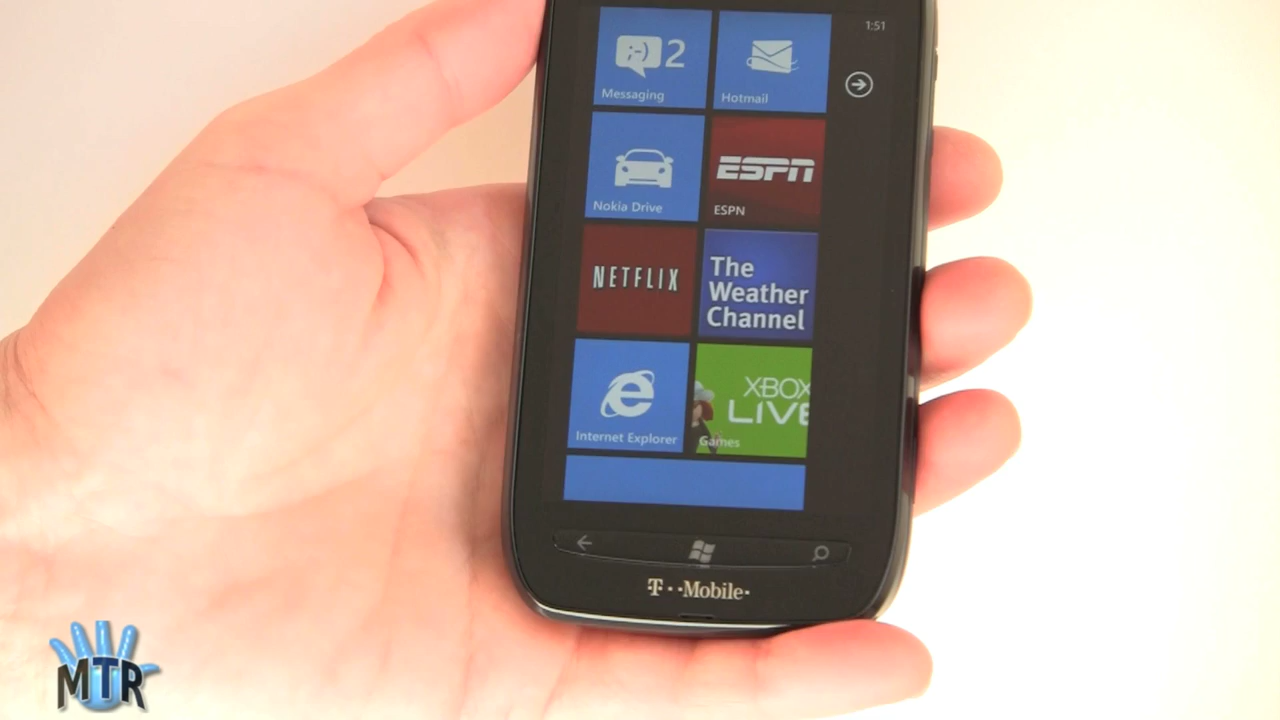 1:51
2
Messaging
Hotmail
Nokia Drive
ESPN
ESPN
NETFLIX
The
Weather
Channel
Internet Explorer
XBOX
LIVE
Games
T··Mobile·
MTR